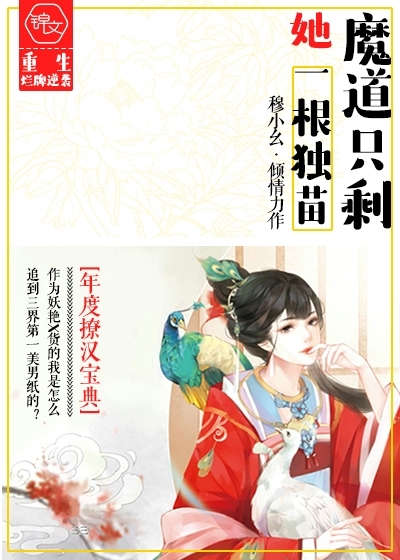 魔道只剩
她一根独苗
穆小幺·倾情力作
锦文
重生
烂牌逆袭
【年度撩汉宝典】
作为妖艳X货的我是怎么
追到三界第一美男纸的？